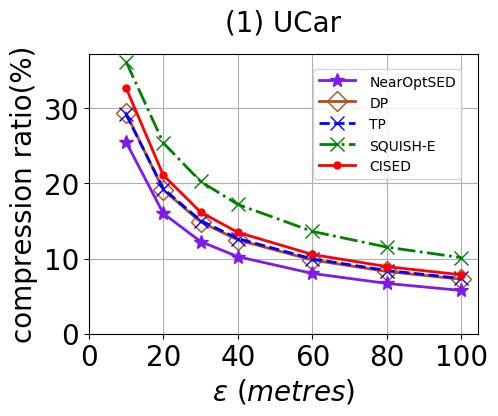 (1) UCar
compression ratio(%)
30
20
10
0
NearOptSED
DP
TP
SQUISH-E
CISED
0 20 40 60 80 100
ε (metres)